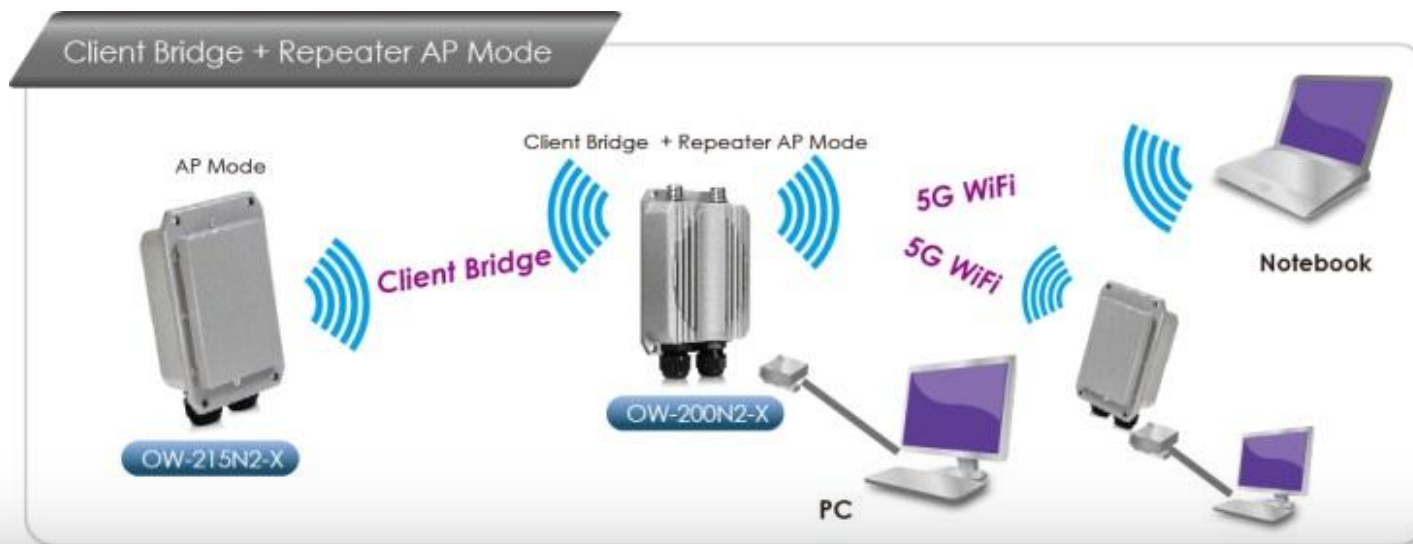 Client Bridge + Repeater AP Mode
AP Mode
Client Bridge + Repeater AP Mode
Client Bridge
5G WiFi
5G WiFi
Notebook
OW-200N2-X
OW-215N2-X
PC